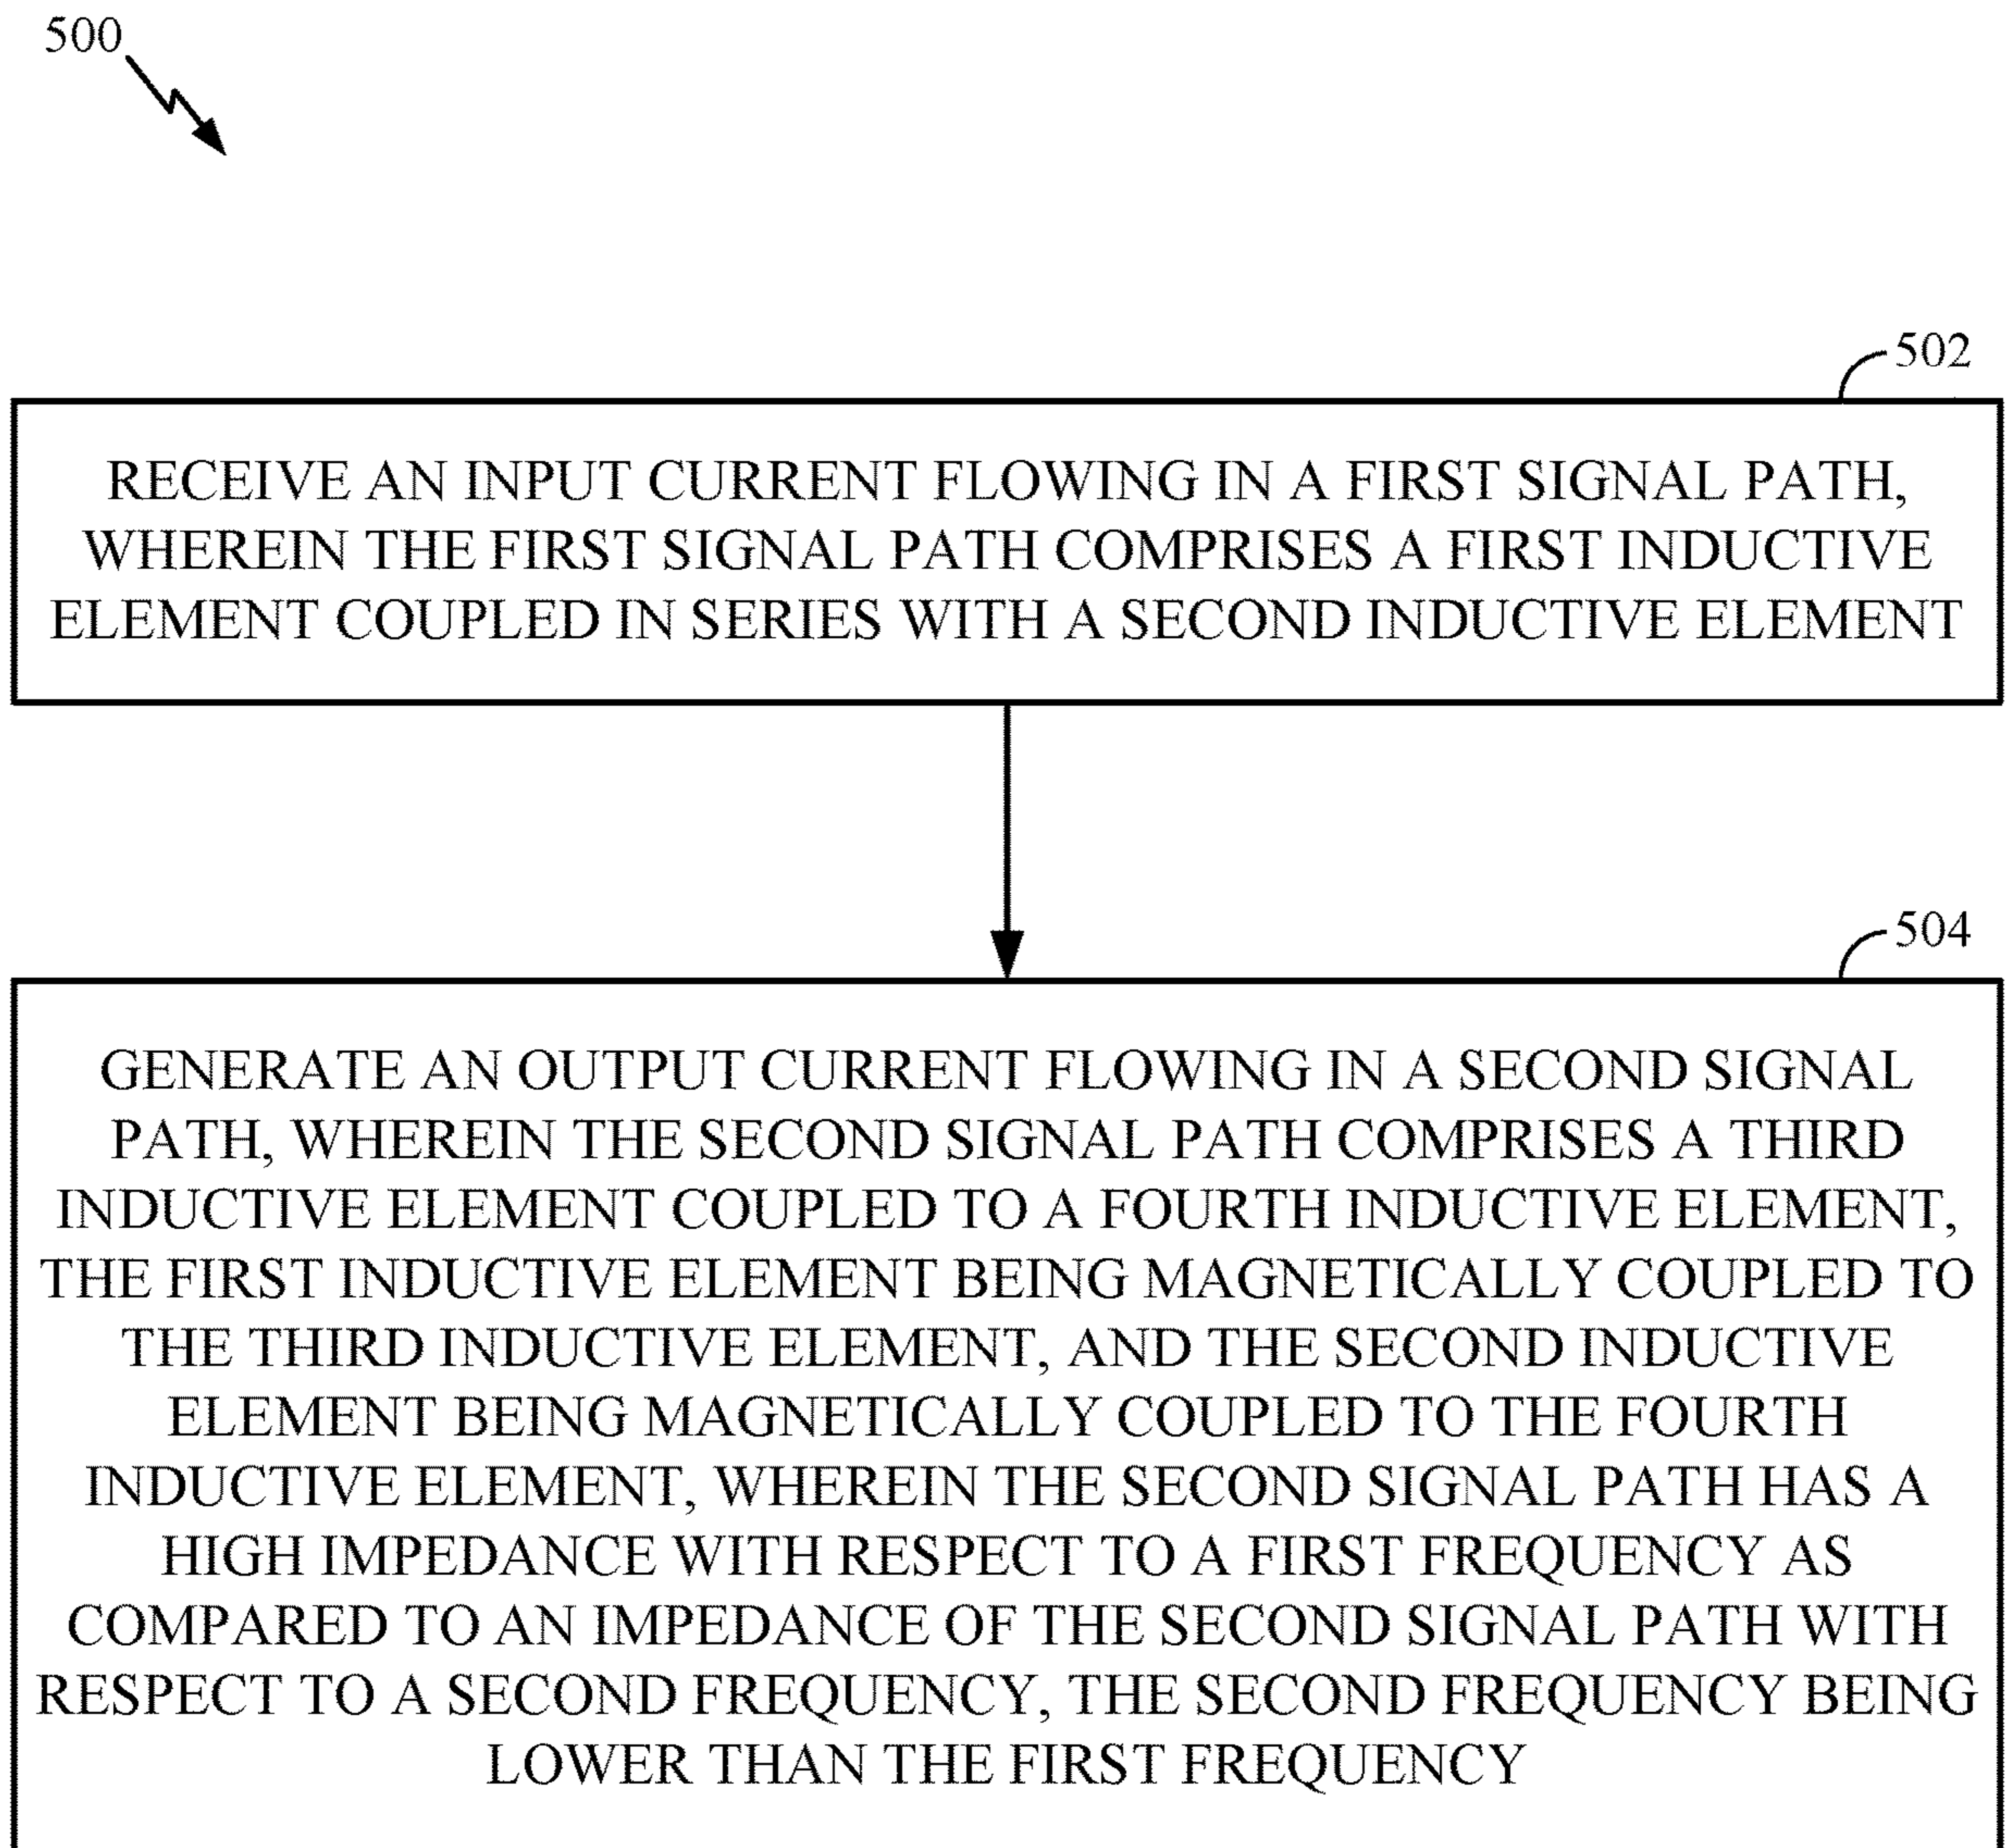 500
502
RECEIVE AN INPUT CURRENT FLOWING IN A FIRST SIGNAL PATH,
WHEREIN THE FIRST SIGNAL PATH COMPRISES A FIRST INDUCTIVE
ELEMENT COUPLED IN SERIES WITH A SECOND INDUCTIVE ELEMENT
504
GENERATE AN OUTPUT CURRENT FLOWING IN A SECOND SIGNAL
PATH, WHEREIN THE SECOND SIGNAL PATH COMPRISES A THIRD
INDUCTIVE ELEMENT COUPLED TO A FOURTH INDUCTIVE ELEMENT,
THE FIRST INDUCTIVE ELEMENT BEING MAGNETICALLY COUPLED TO
THE THIRD INDUCTIVE ELEMENT, AND THE SECOND INDUCTIVE
ELEMENT BEING MAGNETICALLY COUPLED TO THE FOURTH
INDUCTIVE ELEMENT, WHEREIN THE SECOND SIGNAL PATH HAS A
HIGH IMPEDANCE WITH RESPECT TO A FIRST FREQUENCY AS
COMPARED TO AN IMPEDANCE OF THE SECOND SIGNAL PATH WITH
RESPECT TO A SECOND FREQUENCY, THE SECOND FREQUENCY BEING
LOWER THAN THE FIRST FREQUENCY